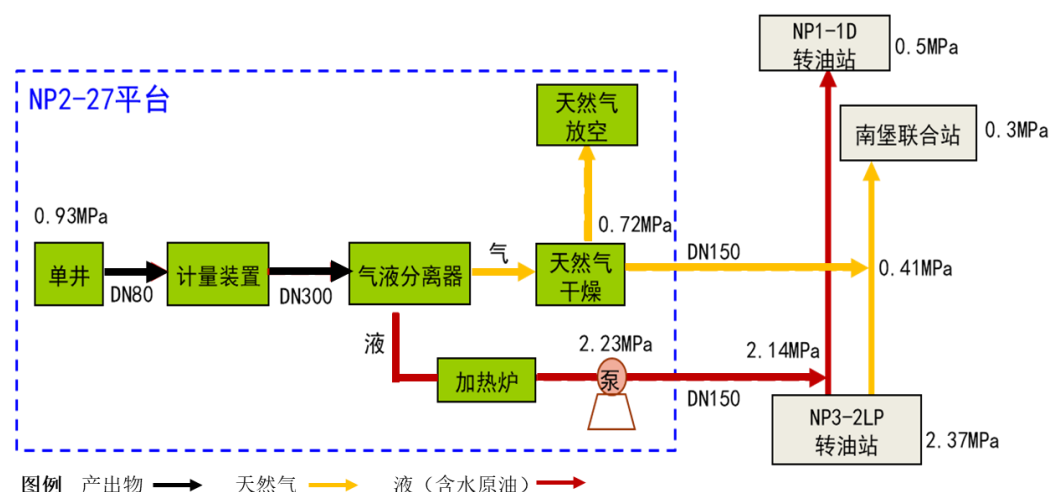 NP1-1D
转油站
0.5MPa
NP2-27平台
天然气
放空
南堡联合站
0.3MPa
0.93MPa
0.72MPa
单井
DN80
计量装置
DN300
气液分离器
气
天然气
干燥
DN150
0.41MPa
液
加热炉
2.23MPa
泵
2.14MPa
DN150
NP3-2LP
转油站
2.37MPa
图例 产出物 天然气 液（含水原油）